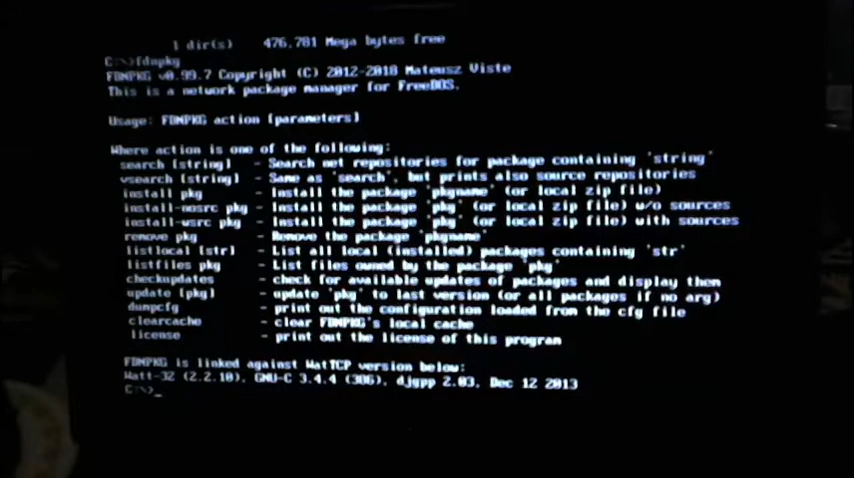 1 dir(s)    476,781 Mega bytes free
C:\>fdnpkg
FDNPKG v0.99.7 Copyright (C) 2012-2018 Mateusz Viste
This is a network package manager for FreeDOS.
Usage: FDNPKG action [parameters]
Where action is one of the following:
search [string]   - Search net repositories for package containing 'string'
vsearch [string]  - Same as 'search', but prints also source repositories
install pkg       - Install the package 'pkgname' (or local zip file)
install-nosrc pkg - Install the package 'pkg' (or local zip file) w/o sources
install-wsrc pkg  - Install the package 'pkg' (or local zip file) with sources
remove pkg        - Remove the package 'pkgname'
listlocal [str]   - List all local (installed) packages containing 'str'
listfiles pkg     - List files owned by the package 'pkg'
checkupdates      - check for available updates of packages and display them
update [pkg]      - update 'pkg' to last version (or all packages if no arg)
dumpcfg           - print out the configuration loaded from the cfg file
clearcache        - clear FDNPKG's local cache
license           - print out the license of this program
FDNPKG is linked against WatTCP version below:
Watt-32 (2.2.10), GNU-C 3.4.4 (386), djgpp 2.03, Dec 12 2013
C:\>_